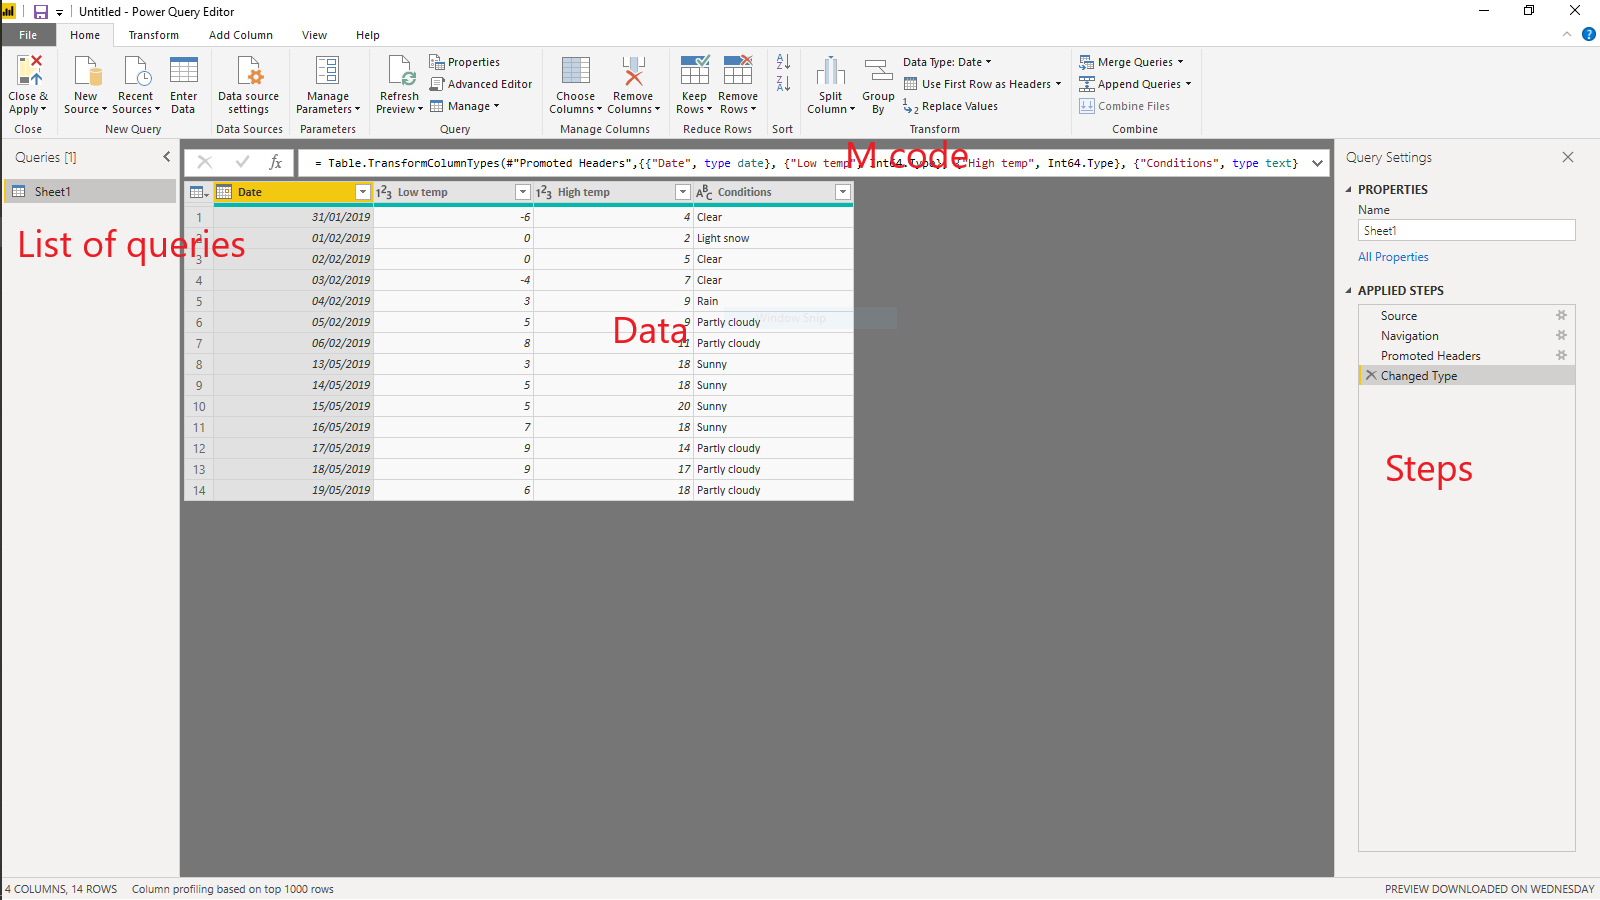 Untitled - Power Query Editor
File Home Transform Add Column View Help
Close & Apply
New Source
Recent Sources
Enter Data
Data source settings
Manage Parameters
Refresh Preview
Properties
Advanced Editor
Manage
Choose Columns
Remove Columns
Keep Rows
Remove Rows
Split Column
Group By
Data Type: Date
Use First Row as Headers
Replace Values
Merge Queries
Append Queries
Combine Files
Close New Query Data Sources Parameters Query Manage Columns Reduce Rows Sort Transform Combine
Queries [1]
Sheet1
List of queries
fx = Table.TransformColumnTypes(#"Promoted Headers",{{"Date", type date}, {"Low temp", Int64.Type}, {"High temp", Int64.Type}, {"Conditions", type text}
M code
Date Low temp High temp Conditions
1 31/01/2019 -6 4 Clear
2 01/02/2019 0 2 Light snow
3 02/02/2019 0 5 Clear
4 03/02/2019 -4 7 Clear
5 04/02/2019 3 9 Rain
6 05/02/2019 5 9 Partly cloudy
7 06/02/2019 8 11 Partly cloudy
8 13/05/2019 3 18 Sunny
9 14/05/2019 5 18 Sunny
10 15/05/2019 5 20 Sunny
11 16/05/2019 7 18 Sunny
12 17/05/2019 9 14 Partly cloudy
13 18/05/2019 9 17 Partly cloudy
14 19/05/2019 6 18 Partly cloudy
Window Snip
Data
Query Settings
PROPERTIES
Name
Sheet1
All Properties
APPLIED STEPS
Source
Navigation
Promoted Headers
Changed Type
Steps
4 COLUMNS, 14 ROWS Column profiling based on top 1000 rows
PREVIEW DOWNLOADED ON WEDNESDAY